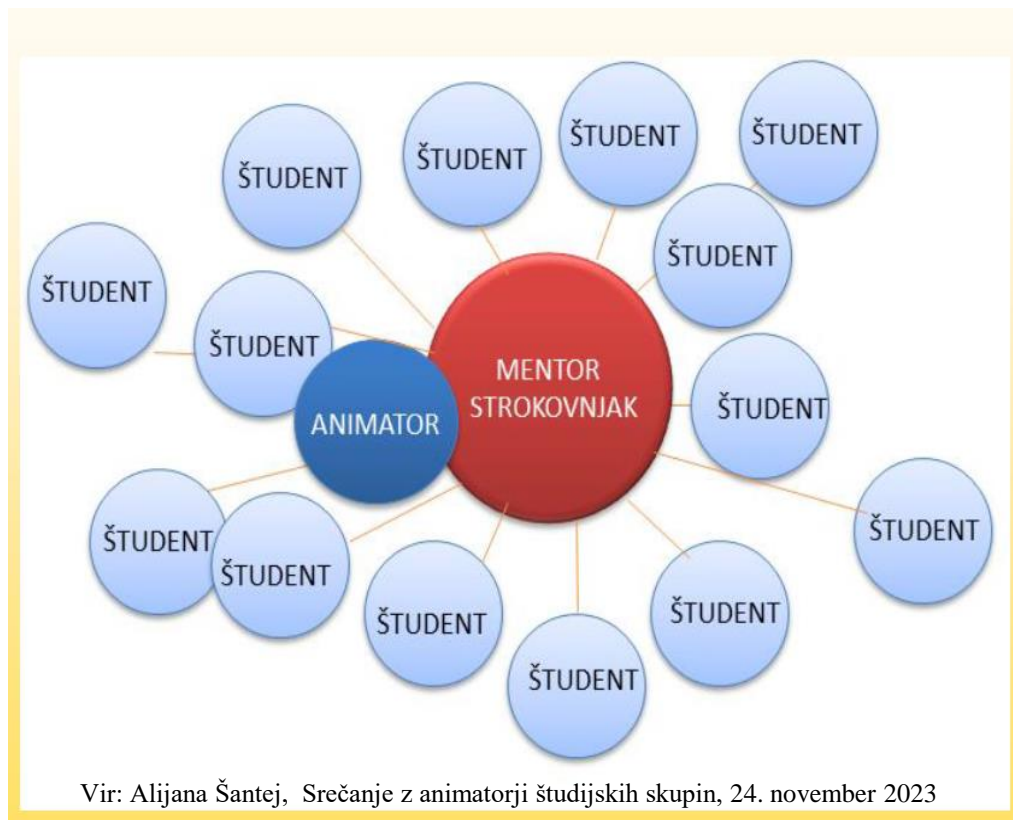 ŠTUDENT
ŠTUDENT
ŠTUDENT
ŠTUDENT
ŠTUDENT
ŠTUDENT
ŠTUDENT
ŠTUDENT
MENTOR
STROKOVNJAK
ANIMATOR
ŠTUDENT
ŠTUDENT
ŠTUDENT
ŠTUDENT
ŠTUDENT
ŠTUDENT
ŠTUDENT
Vir: Alijana Šantej, Srečanje z animatorji študijskih skupin, 24. november 2023